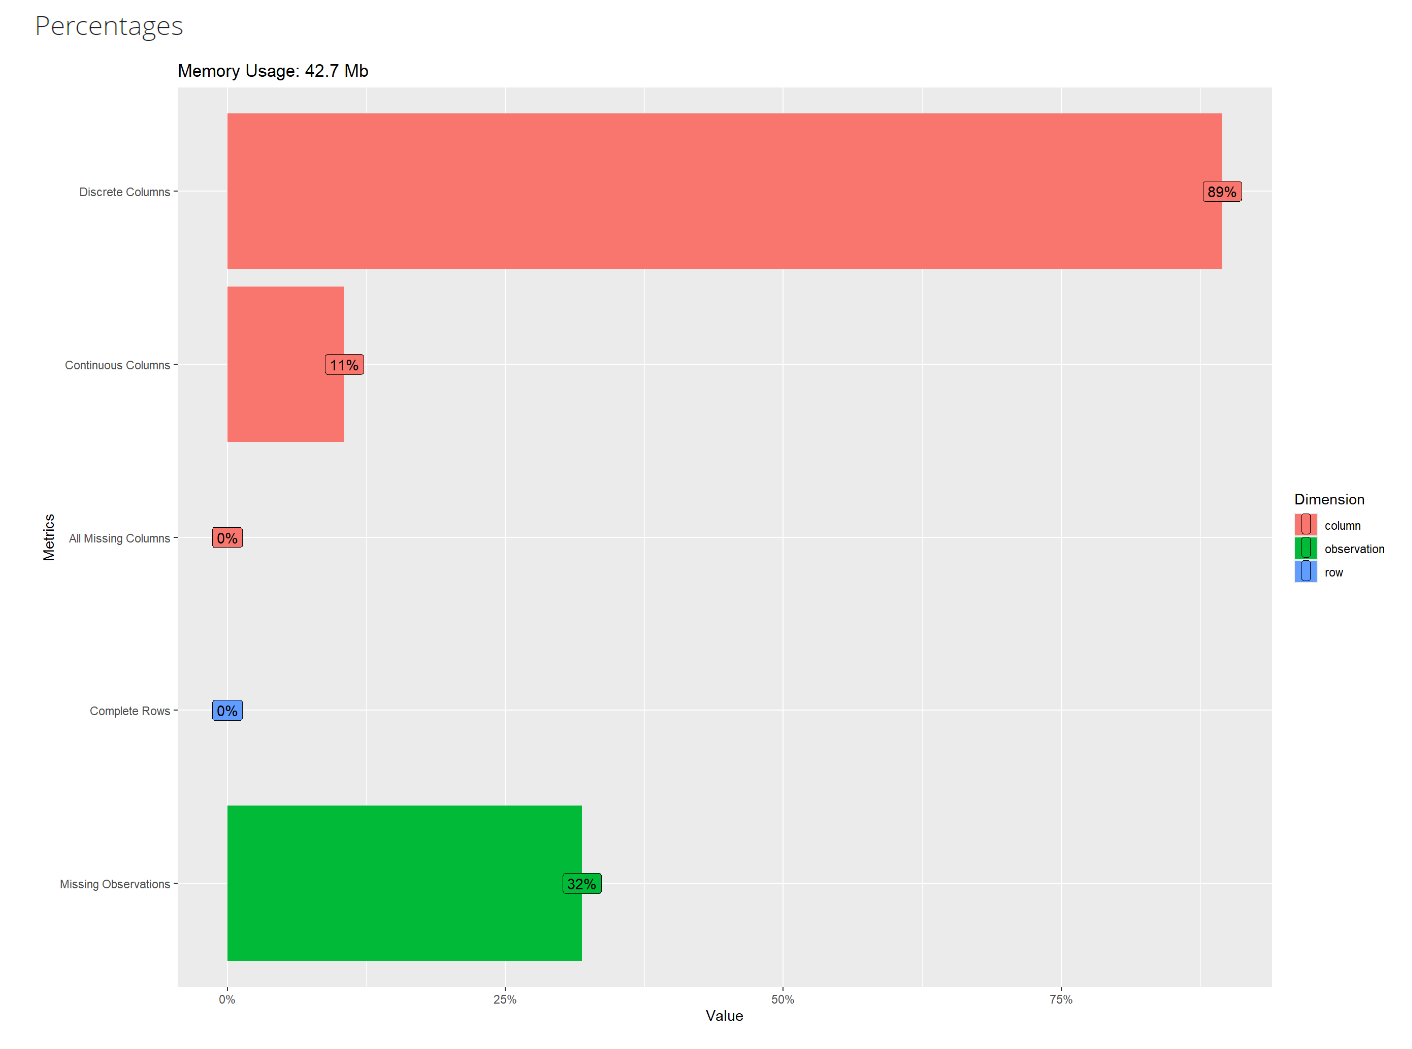 Percentages
Memory Usage: 42.7 Mb
Discrete Columns
89%
Continuous Columns
11%
All Missing Columns
0%
Complete Rows
0%
Missing Observations
32%
Metrics
0%
25%
50%
75%
Value
Dimension
column
observation
row